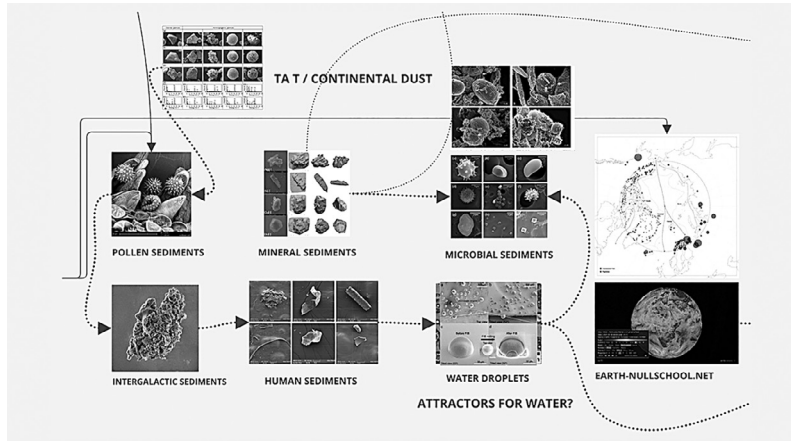 TA T / CONTINENTAL DUST
POLLEN SEDIMENTS
MINERAL SEDIMENTS
MICROBIAL SEDIMENTS
INTERGALACTIC SEDIMENTS
HUMAN SEDIMENTS
WATER DROPLETS
EARTH-NULLSCHOOL.NET
ATTRACTORS FOR WATER?